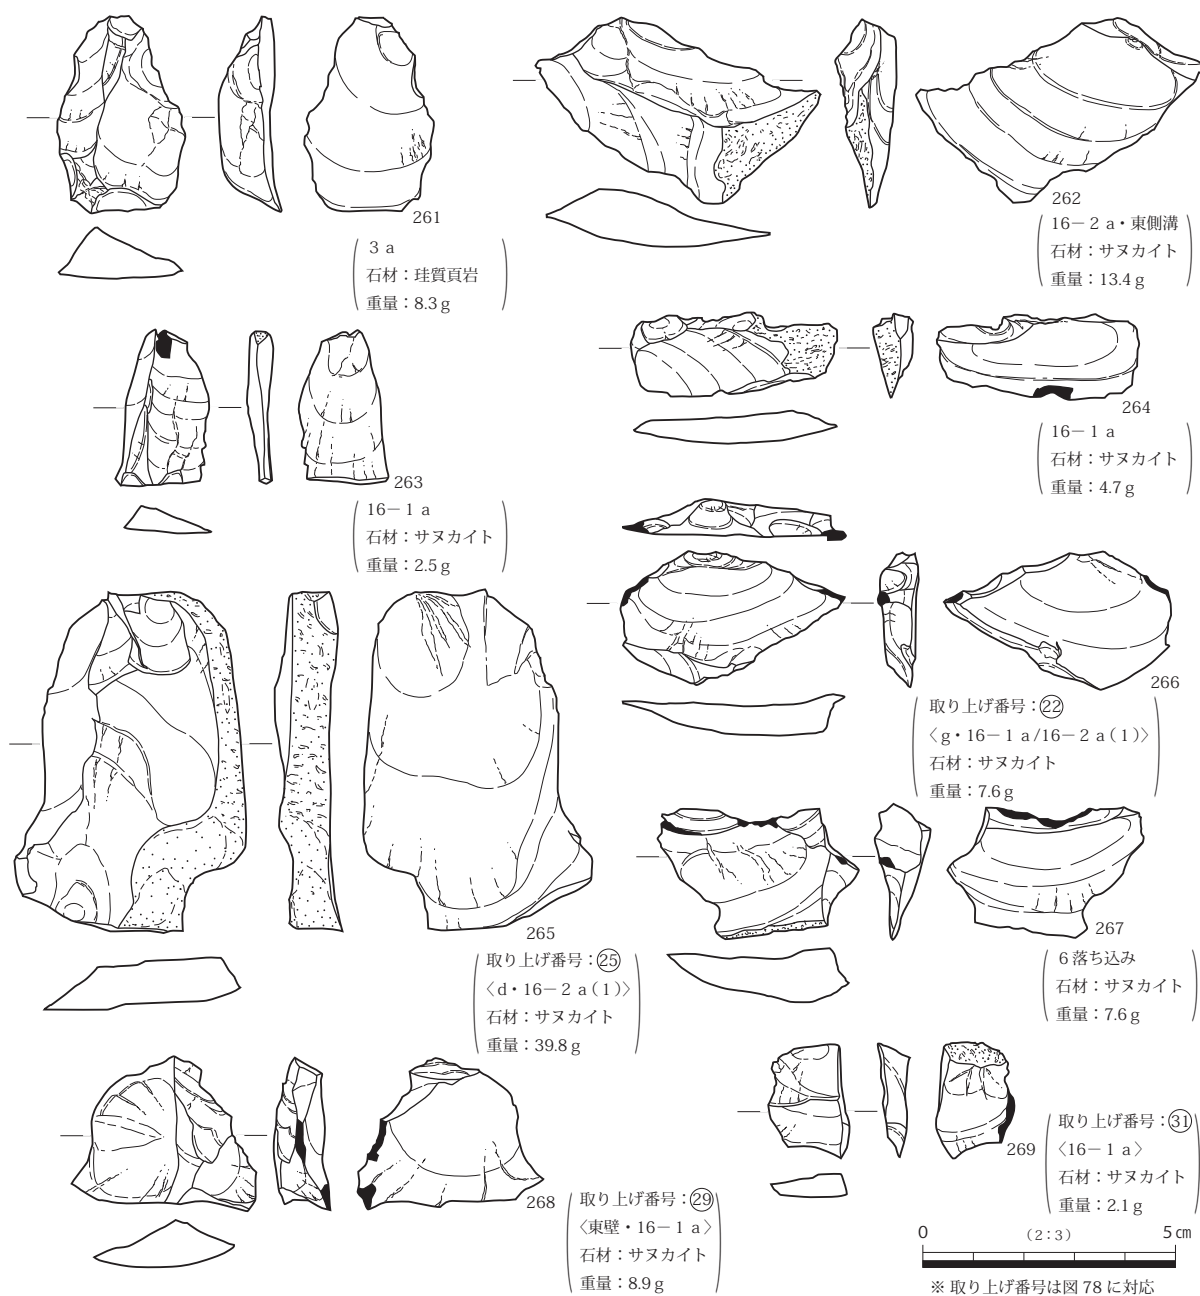 261
3 a
石材：珪質頁岩
重量：8.3 g
262
16－2 a・東側溝
石材：サヌカイト
重量：13.4 g
263
16－1 a
石材：サヌカイト
重量：2.5 g
264
16－1 a
石材：サヌカイト
重量：4.7 g
265
取り上げ番号：㉕
〈d・16－2 a（1）〉
石材：サヌカイト
重量：39.8 g
266
取り上げ番号：㉒
〈g・16－1 a/16－2 a（1）〉
石材：サヌカイト
重量：7.6 g
267
6 落ち込み
石材：サヌカイト
重量：7.6 g
268
取り上げ番号：㉙
〈東壁・16－1 a〉
石材：サヌカイト
重量：8.9 g
269
取り上げ番号：㉛
〈16－1 a〉
石材：サヌカイト
重量：2.1 g
0 （2：3） 5 ㎝
※ 取り上げ番号は図 78 に対応